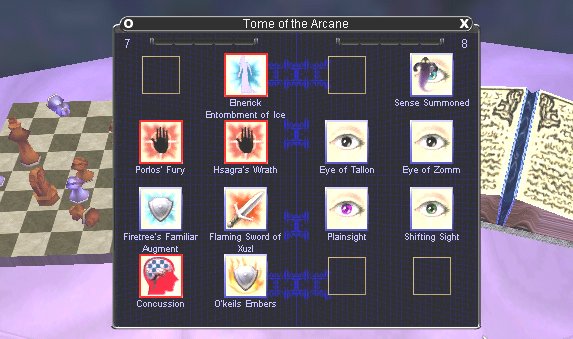 O
Tome of the Arcane
X
7
8
Elnerick
Entombment of Ice
Sense Summoned
Porlos' Fury
Hsagra's Wrath
Eye of Tallon
Eye of Zomm
Firetree's Familiar
Augment
Flaming Sword of
Xuzl
Plainsight
Shifting Sight
Concussion
O'keils Embers